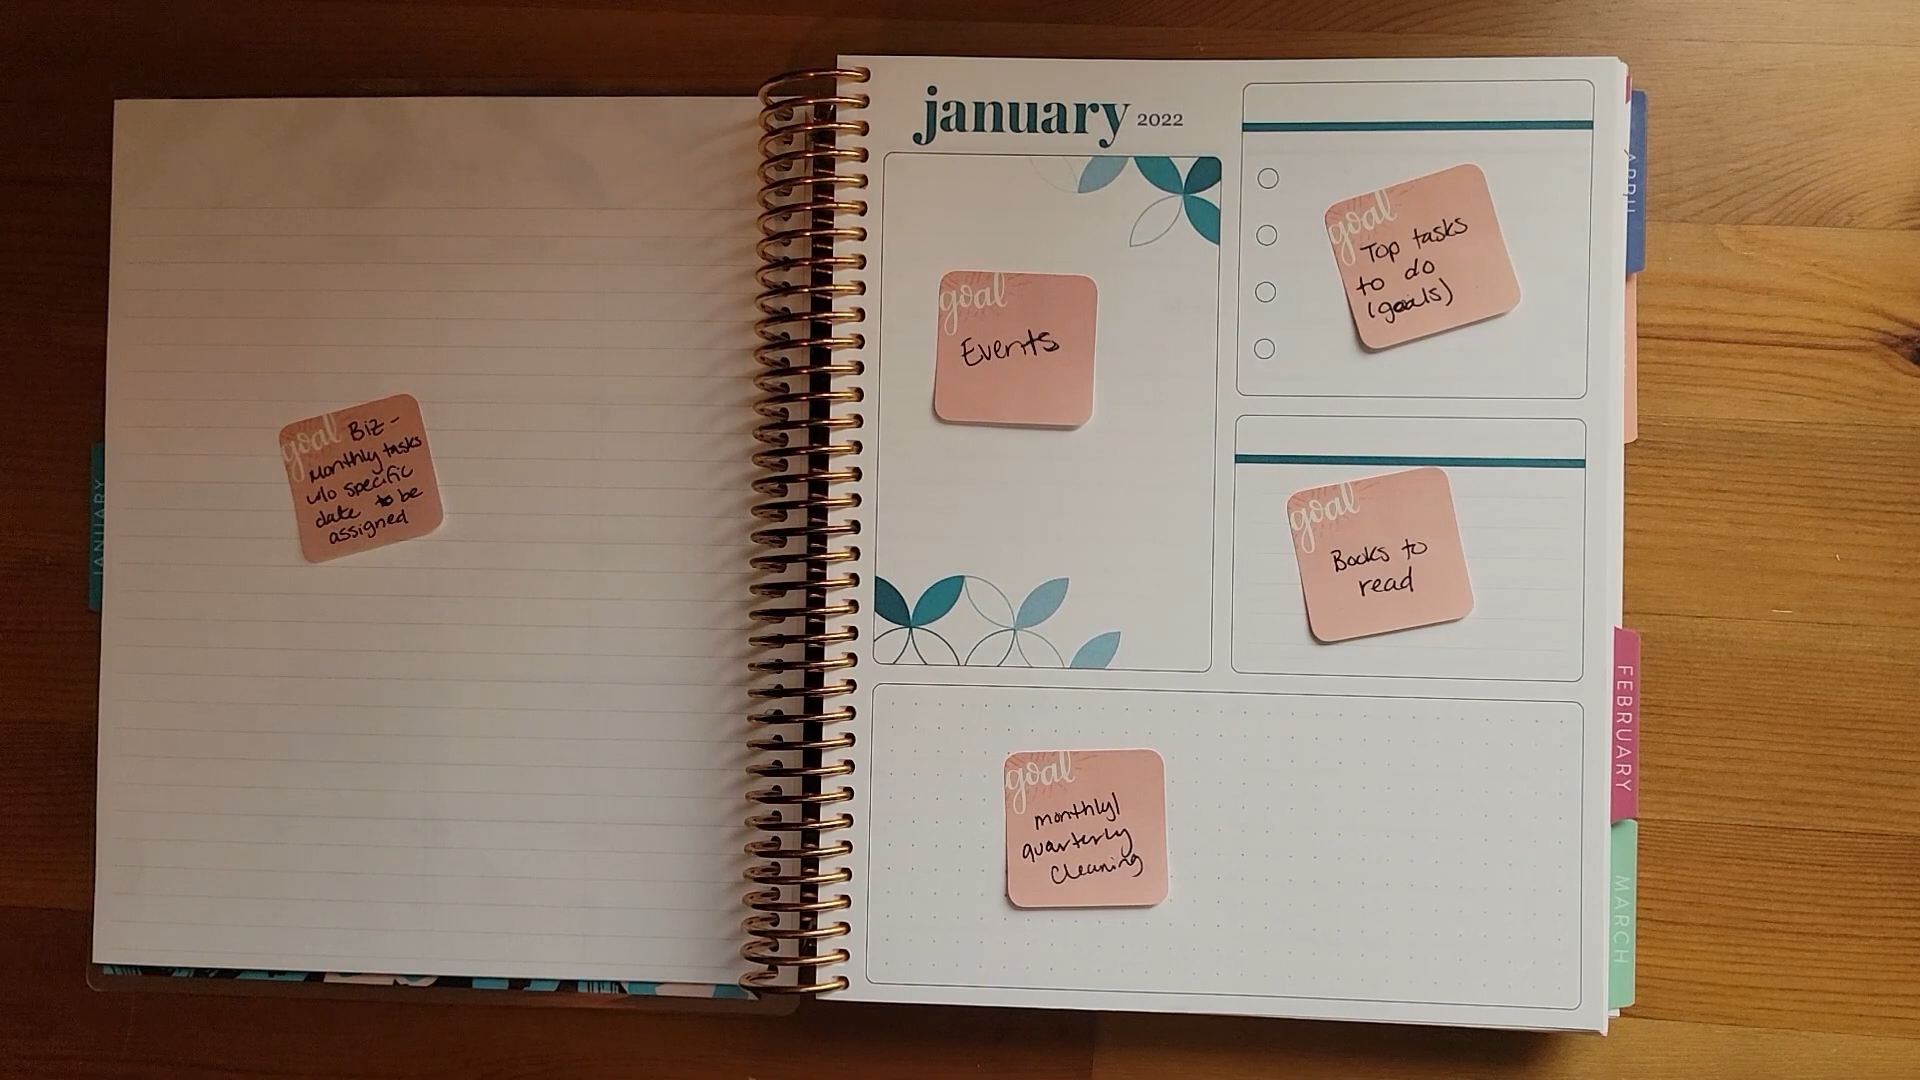 goal Biz -
Monthly tasks
w/o specific
date to be
assigned
JANUARY
january 2022
goal
Events
goal
Top tasks
to do
(goals)
goal
Books to
read
goal
monthly/
quarterly
cleaning
APRIL
FEBRUARY
MARCH